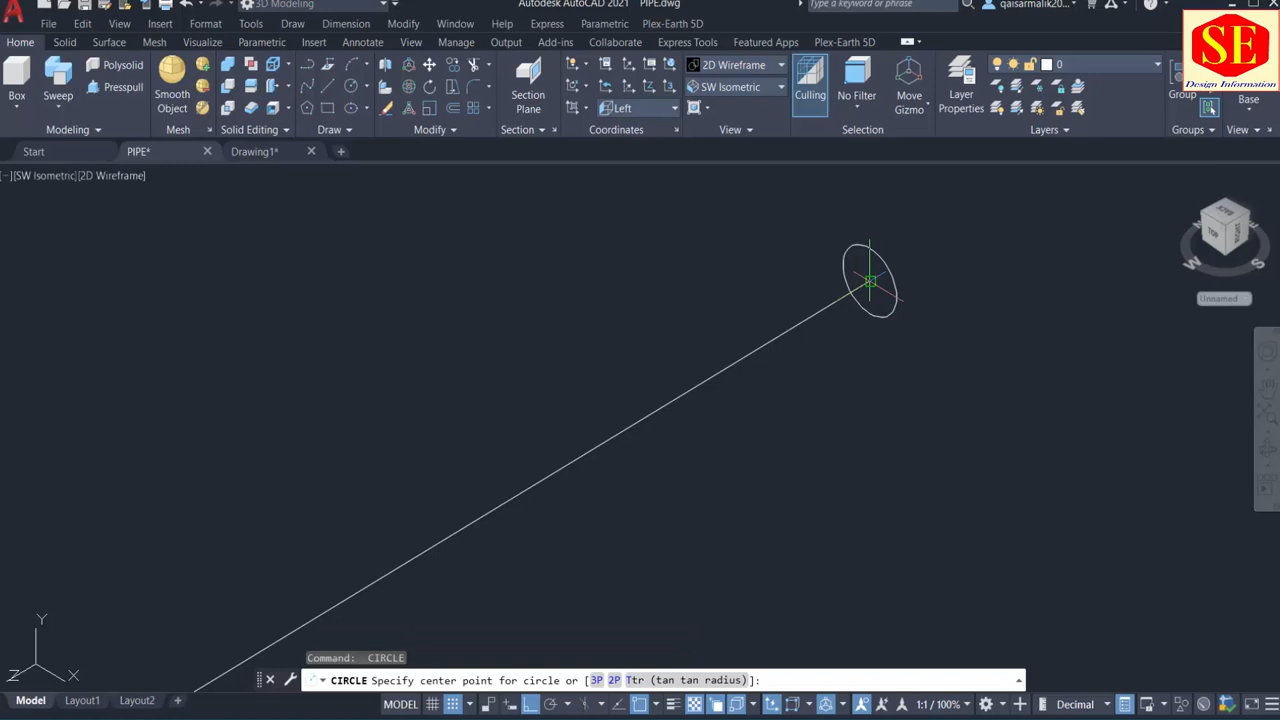 3D Modeling
Autodesk AutoCAD 2021 PIPE.dwg
Type a keyword or phrase
qaisarmalik20...
A
File Edit View Insert Format Tools Draw Dimension Modify Window Help Express Parametric Plex-Earth 5D
Home Solid Surface Mesh Visualize Parametric Insert Annotate View Manage Output Add-ins Collaborate Express Tools Featured Apps Plex-Earth 5D
SE
Design Information
Box
Sweep
Polysolid
Presspull
Smooth
Object
Section
Plane
Left
2D Wireframe
SW Isometric
Culling
No Filter
Move
Gizmo
Layer
Properties
0
Group
Base
Modeling Mesh Solid Editing Draw Modify Section Coordinates View Selection Layers Groups View
Start PIPE* Drawing1*
[−][SW Isometric][2D Wireframe]
BACK
TOP
RIGHT
N
E
W
S
Unnamed
Y
Z
X
Command: CIRCLE
CIRCLE Specify center point for circle or [3P 2P Ttr (tan tan radius)]:
Model Layout1 Layout2
MODEL
1:1 / 100%
Decimal